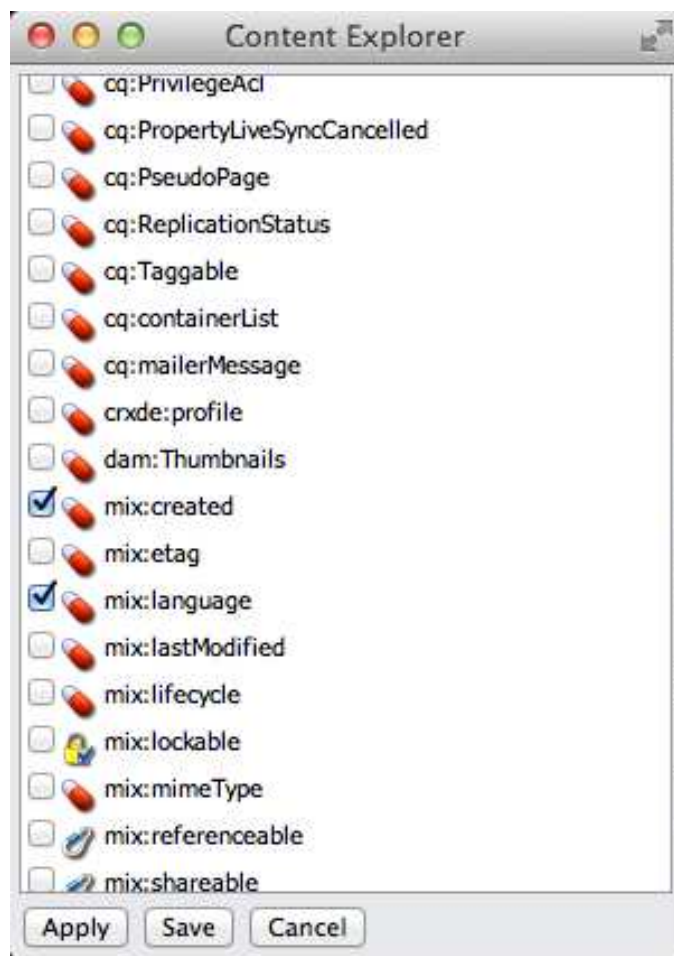 Content Explorer
cq:PrivilegeAcl
cq:PropertyLiveSyncCancelled
cq:PseudoPage
cq:ReplicationStatus
cq:Taggable
cq:containerList
cq:mailerMessage
crxde:profile
dam:Thumbnails
mix:created
mix:etag
mix:language
mix:lastModified
mix:lifecycle
mix:lockable
mix:mimeType
mix:referenceable
mix:shareable
Apply Save Cancel